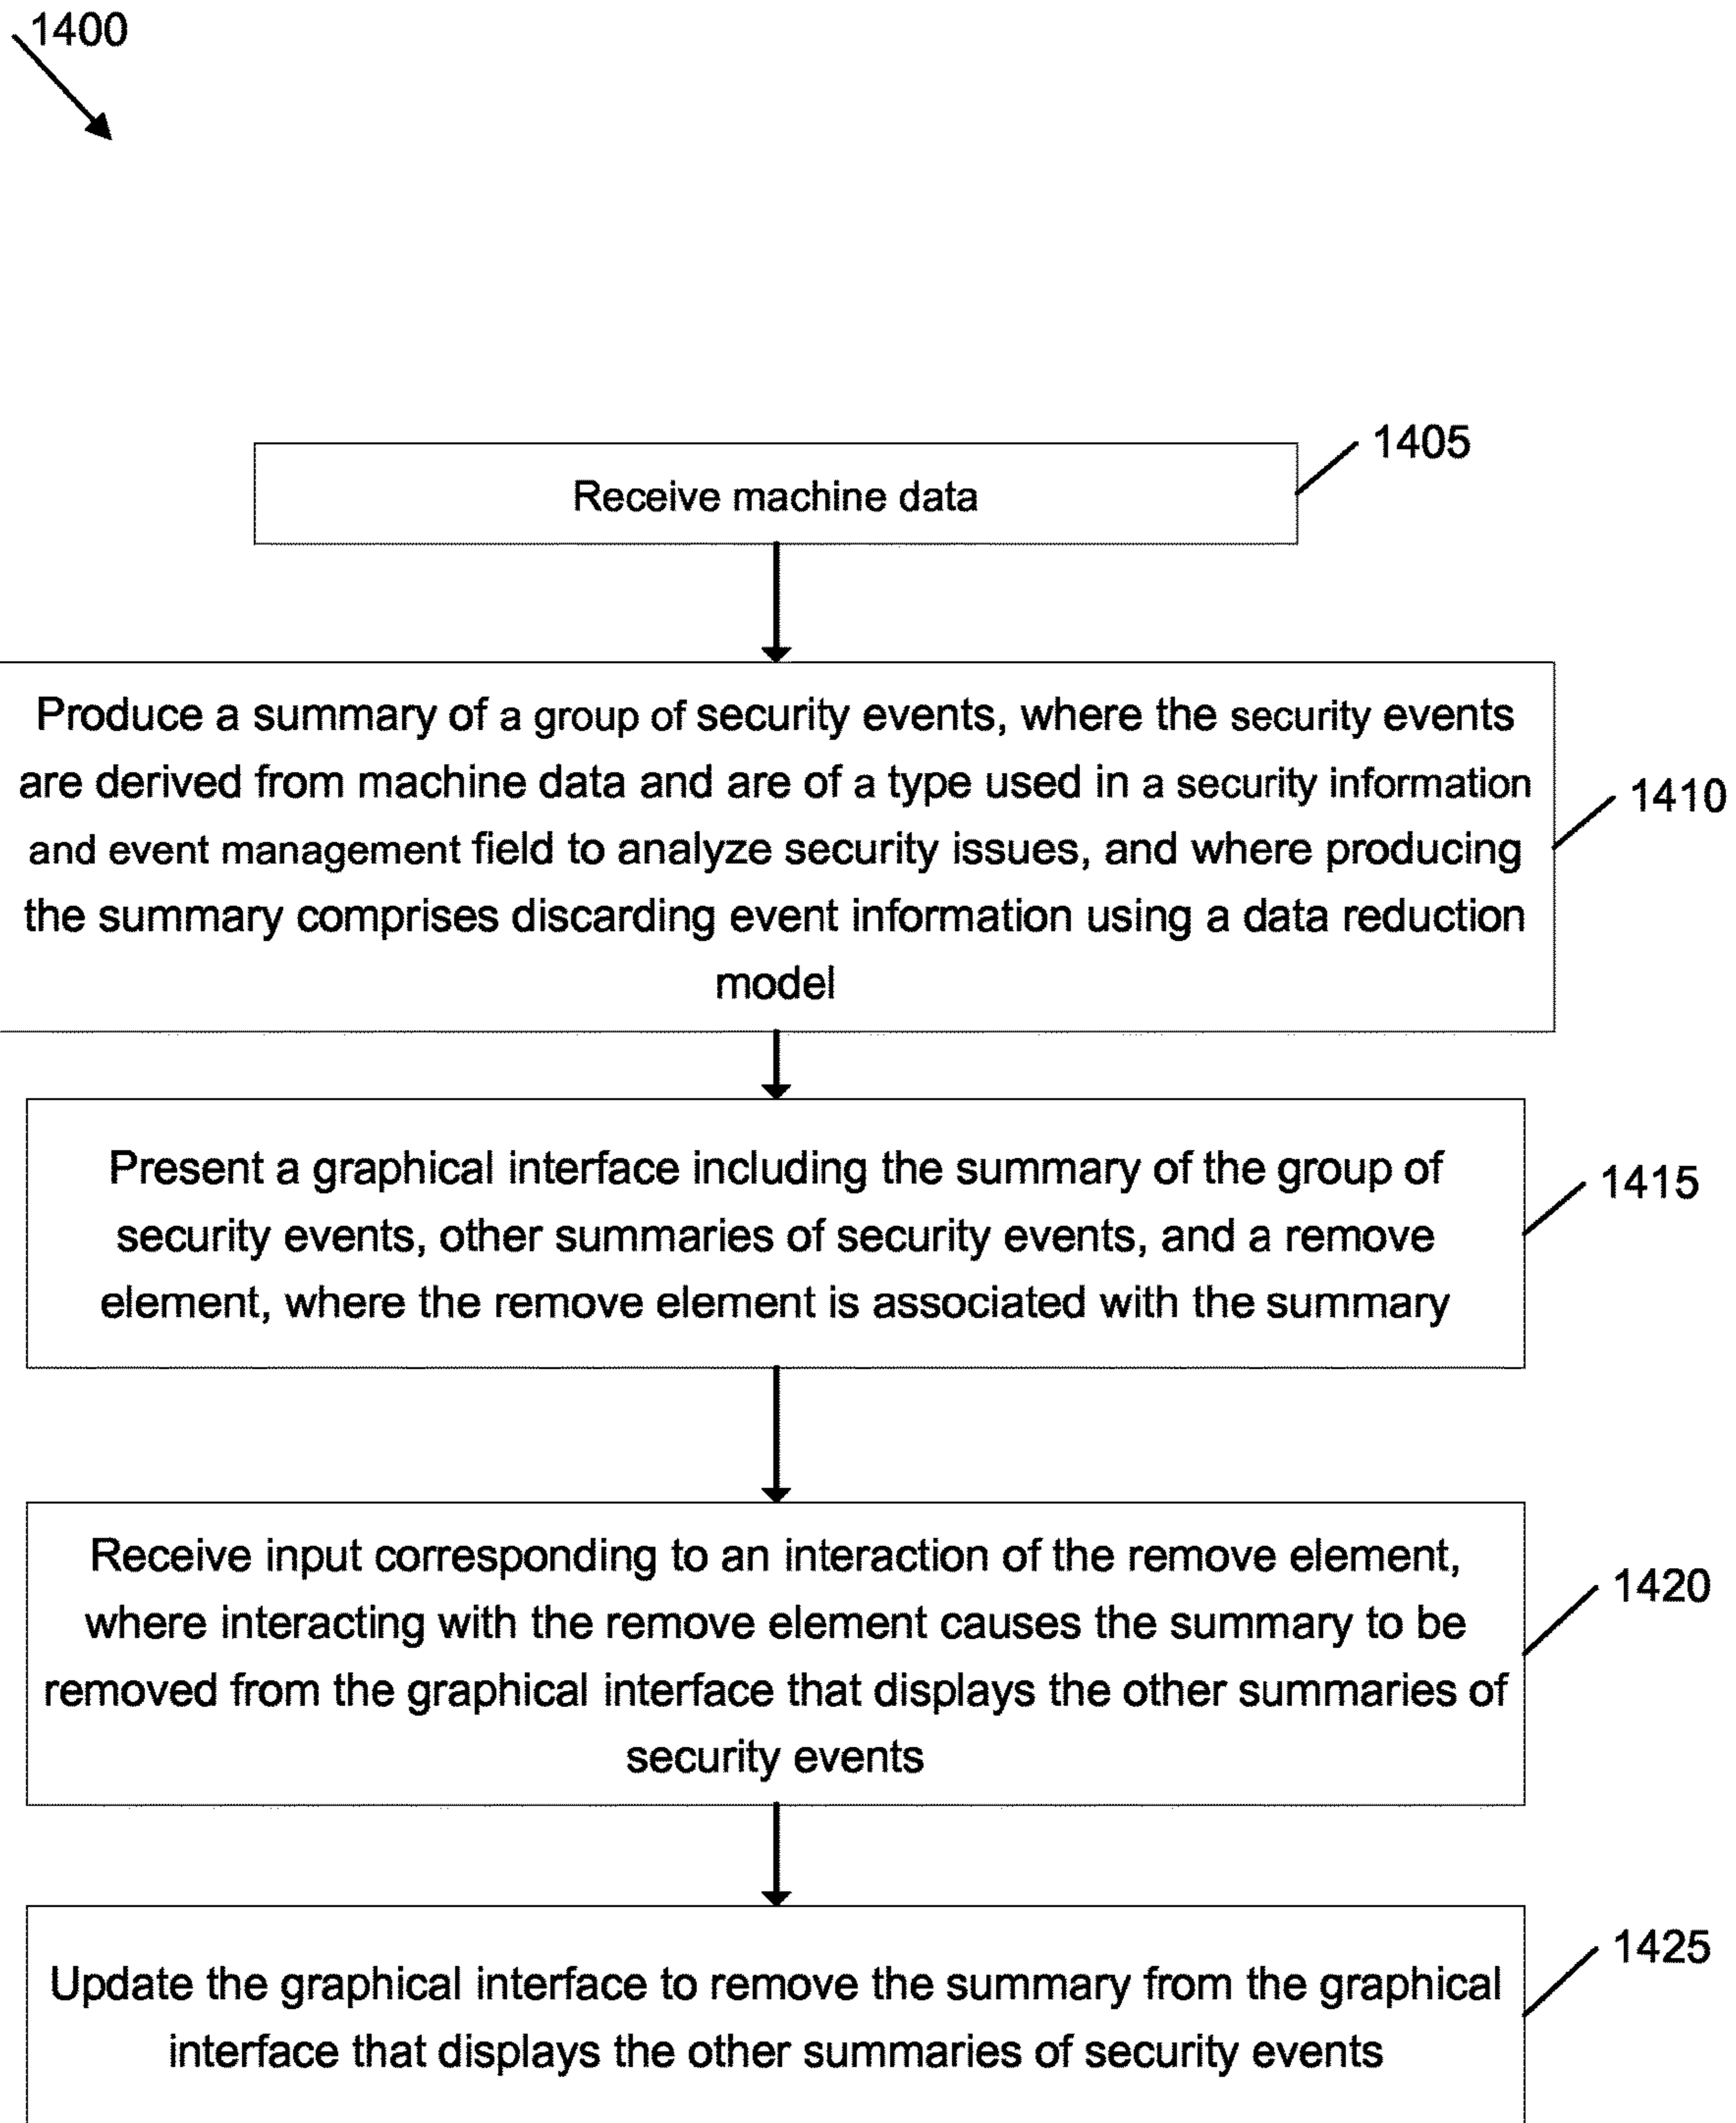 1400
1405
Receive machine data
Produce a summary of a group of security events, where the security events
are derived from machine data and are of a type used in a security information
and event management field to analyze security issues, and where producing
the summary comprises discarding event information using a data reduction
model
1410
Present a graphical interface including the summary of the group of
security events, other summaries of security events, and a remove
element, where the remove element is associated with the summary
1415
Receive input corresponding to an interaction of the remove element,
where interacting with the remove element causes the summary to be
removed from the graphical interface that displays the other summaries of
security events
1420
Update the graphical interface to remove the summary from the graphical
interface that displays the other summaries of security events
1425